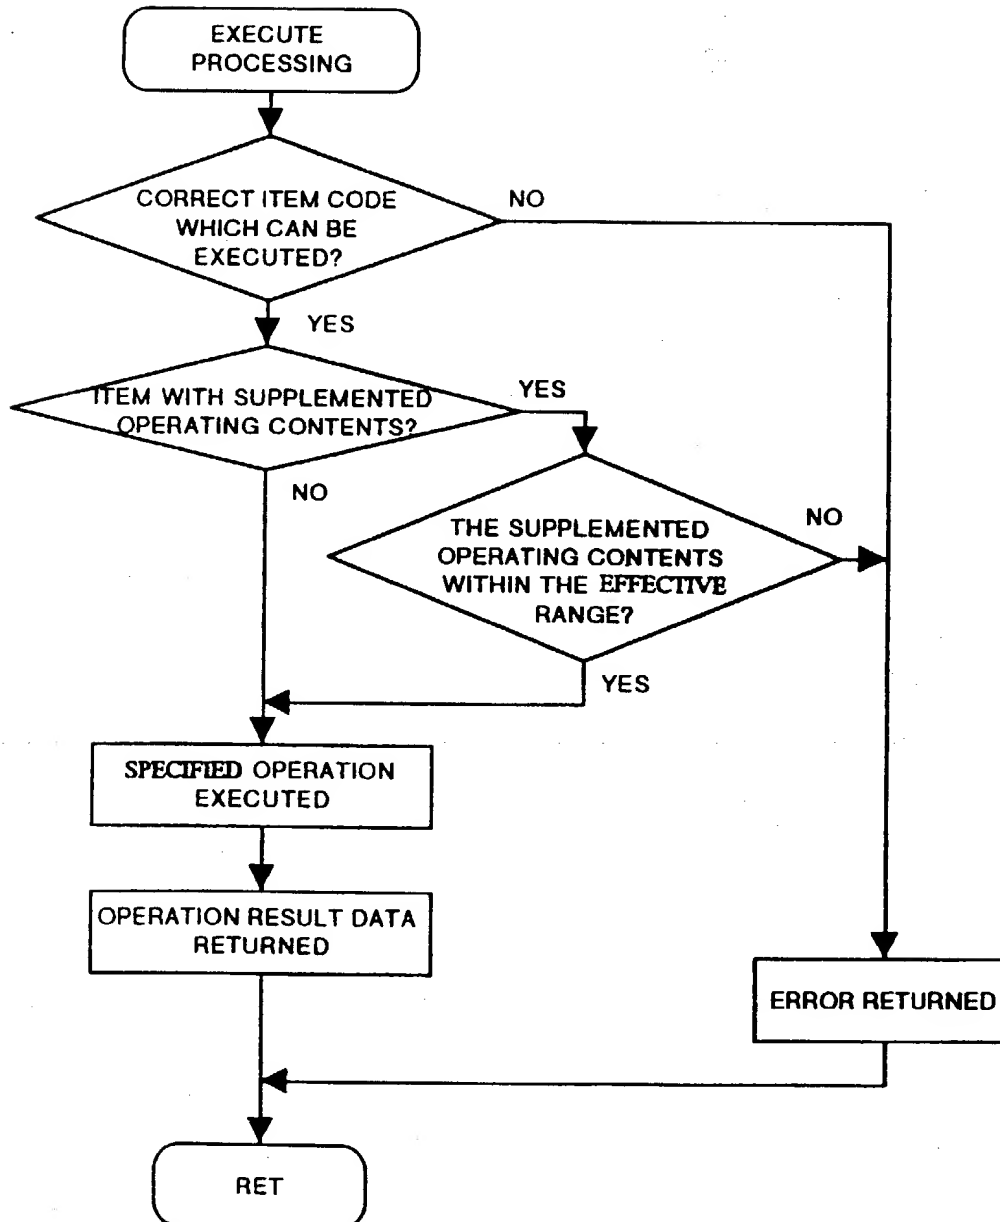 EXECUTE
PROCESSING
CORRECT ITEM CODE
WHICH CAN BE
EXECUTED?
NO
YES
ITEM WITH SUPPLEMENTED
OPERATING CONTENTS?
YES
NO
THE SUPPLEMENTED
OPERATING CONTENTS
WITHIN THE EFFECTIVE
RANGE?
NO
YES
SPECIFIED OPERATION
EXECUTED
OPERATION RESULT DATA
RETURNED
ERROR RETURNED
RET